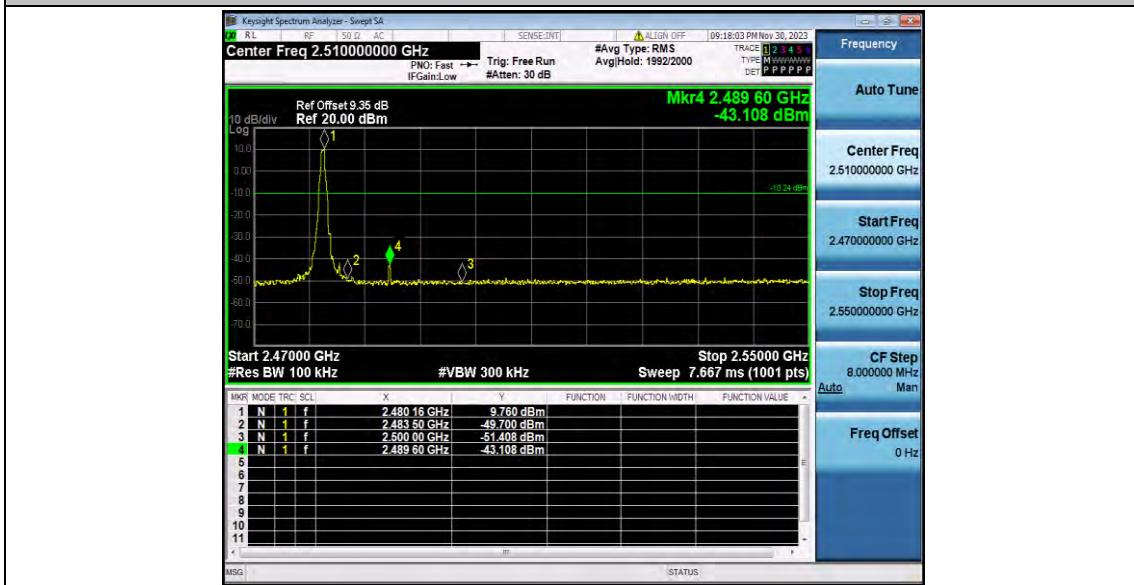 Keysight Spectrum Analyzer - Swept SA
RL RF 50 Ω AC SENSE:INT ALIGN OFF 09:18:03 PM Nov 30, 2023
Center Freq 2.510000000 GHz #Avg Type: RMS TRACE 1 2 3 4 5 6
PNO: Fast Trig: Free Run Avg|Hold: 1992/2000 TYPE M WWWWW
IFGain:Low #Atten: 30 dB DET P P P P P P
Frequency
Mkr4 2.489 60 GHz
-43.108 dBm
Ref Offset 9.35 dB
10 dB/div Ref 20.00 dBm
Log
1
10.0
0.00
-10.0
-10.24 dBm
-20.0
-30.0
-40.0
4
2
3
-50.0
-60.0
-70.0
Start 2.47000 GHz Stop 2.55000 GHz
#Res BW 100 kHz #VBW 300 kHz Sweep 7.667 ms (1001 pts)
MKR MODE TRC SCL X Y FUNCTION FUNCTION WIDTH FUNCTION VALUE
1 N 1 f 2.480 16 GHz 9.760 dBm
2 N 1 f 2.483 50 GHz -49.700 dBm
3 N 1 f 2.500 00 GHz -51.408 dBm
4 N 1 f 2.489 60 GHz -43.108 dBm
5
6
7
8
9
10
11
MSG STATUS
Auto Tune
Center Freq
2.510000000 GHz
Start Freq
2.470000000 GHz
Stop Freq
2.550000000 GHz
CF Step
8.000000 MHz
Auto Man
Freq Offset
0 Hz